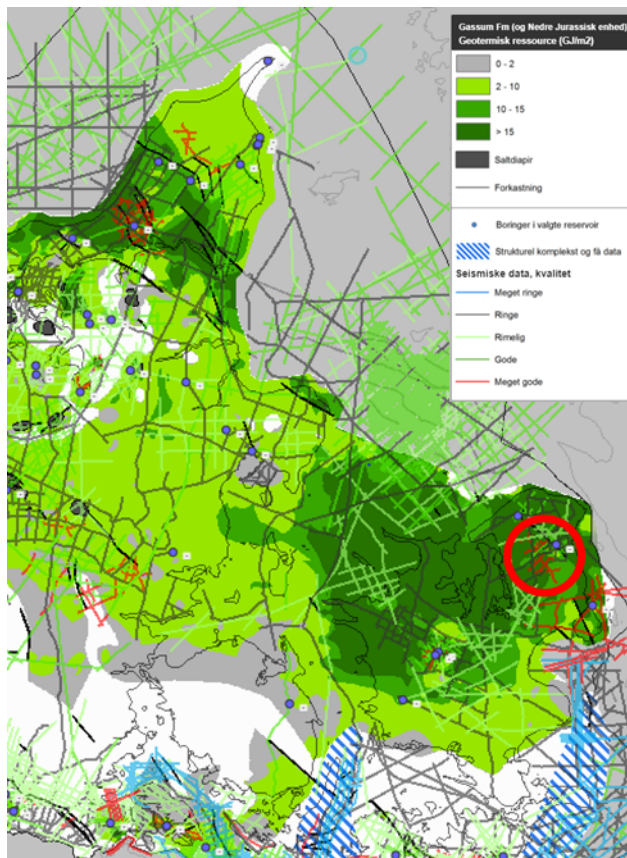 Gassum Fm (og Nedre Jurassisk enhed)
Geotermisk ressource (GJ/m2)
0 - 2
2 - 10
10 - 15
> 15
Saltdiapir
Forkastning
Boringer i valgte reservoir
Strukturel komplekst og få data
Seismiske data, kvalitet
Meget ringe
Ringe
Rimelig
Gode
Meget gode